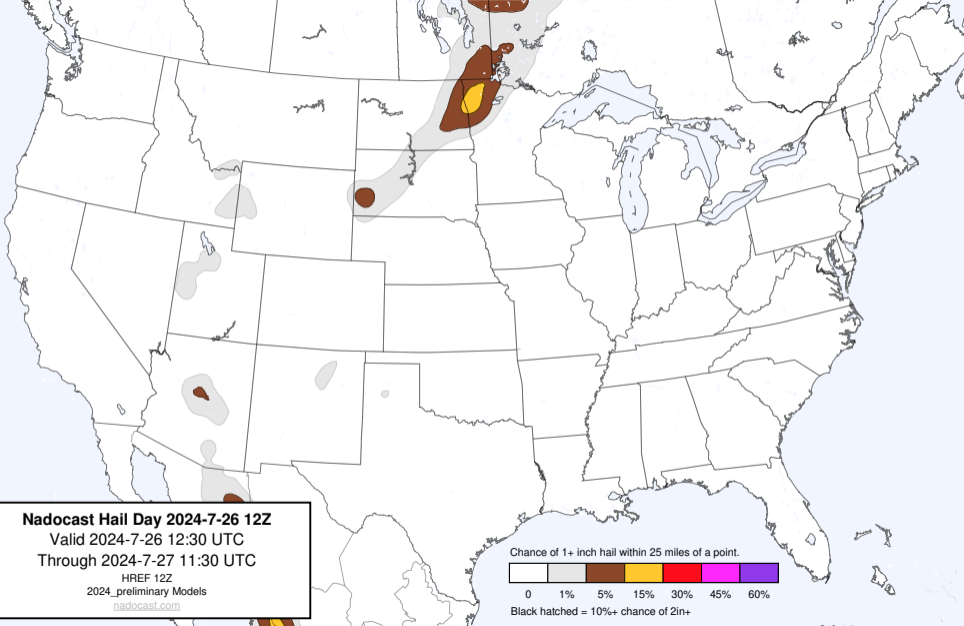 Nadocast Hail Day 2024-7-26 12Z
Valid 2024-7-26 12:30 UTC
Through 2024-7-27 11:30 UTC
HREF 12Z
2024_preliminary Models
nadocast.com
Chance of 1+ inch hail within 25 miles of a point.
0 1% 5% 15% 30% 45% 60%
Black hatched = 10%+ chance of 2in+